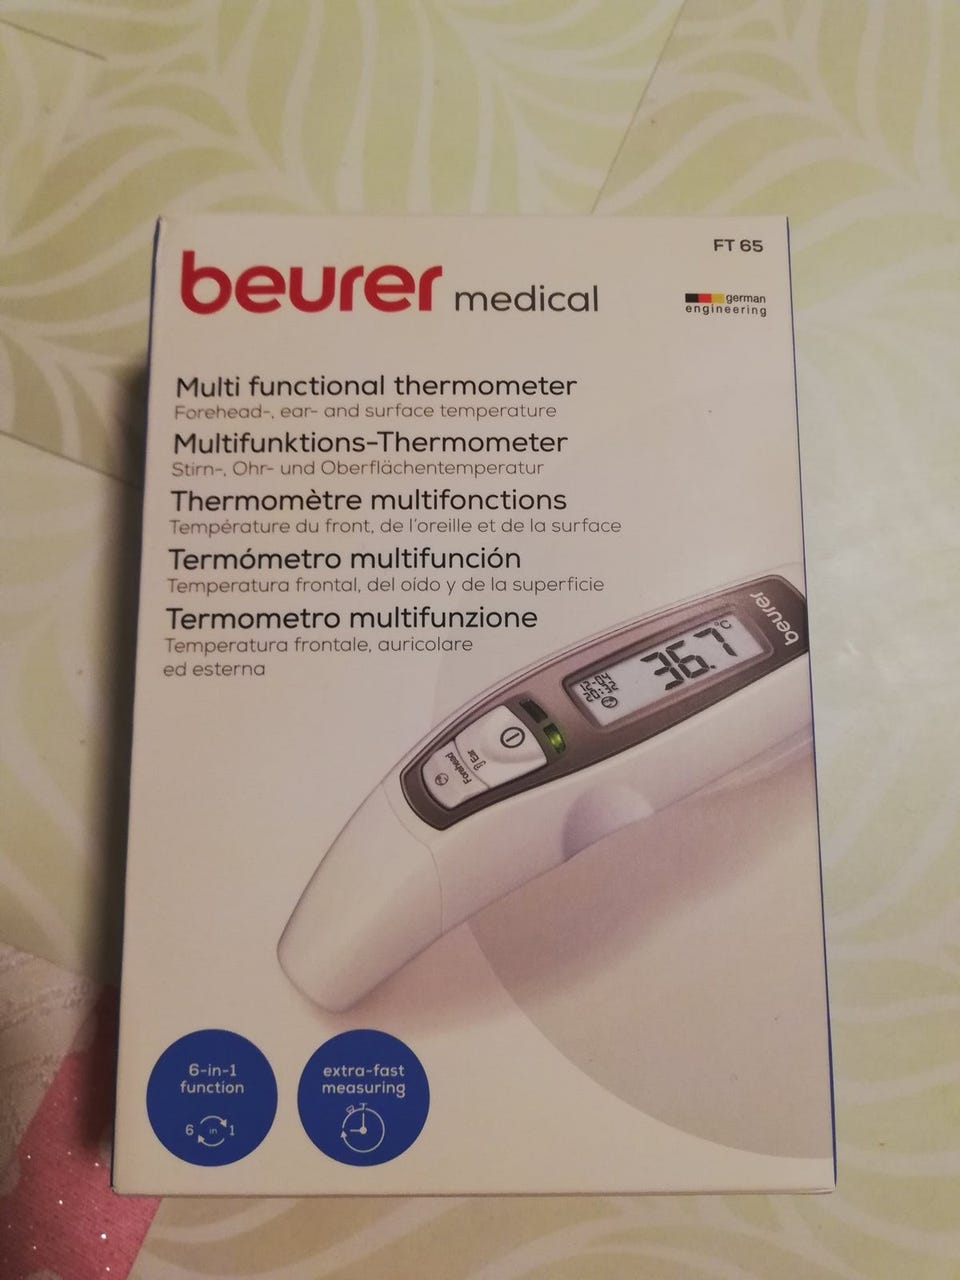 FT 65
beurer medical
german
engineering
Multi functional thermometer
Forehead-, ear- and surface temperature
Multifunktions-Thermometer
Stirn-, Ohr- und Oberflächentemperatur
Thermomètre multifonctions
Température du front, de l'oreille et de la surface
Termómetro multifunción
Temperatura frontal, del oído y de la superficie
Termometro multifunzione
Temperatura frontale, auricolare
ed esterna
beurer
36.7°C
Ear
Forehead
6-in-1
function
6 in 1
extra-fast
measuring